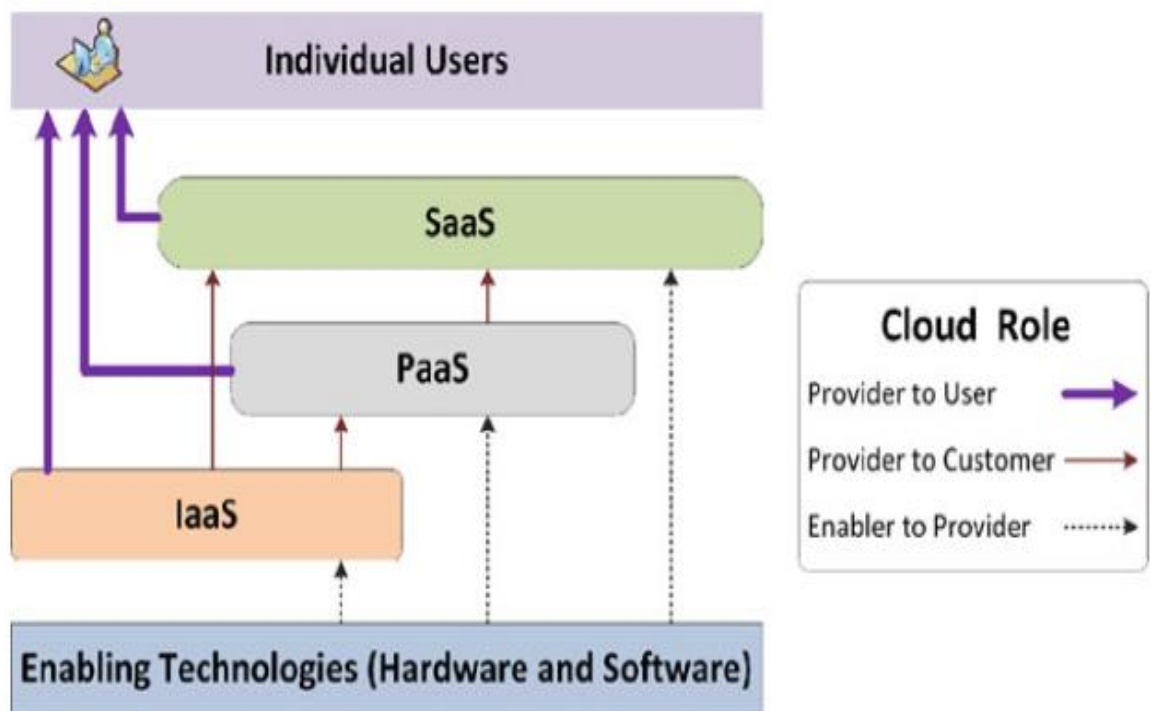 Individual Users
SaaS
PaaS
IaaS
Enabling Technologies (Hardware and Software)
Cloud Role
Provider to User
Provider to Customer
Enabler to Provider